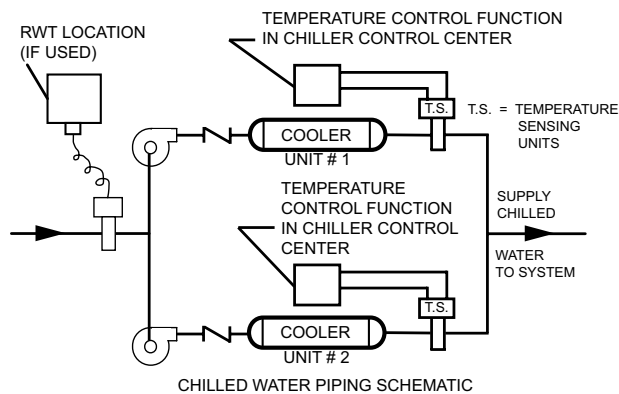 RWT LOCATION
(IF USED)
TEMPERATURE CONTROL FUNCTION
IN CHILLER CONTROL CENTER
T.S.
T.S. = TEMPERATURE
SENSING
UNITS
COOLER
UNIT # 1
TEMPERATURE
CONTROL FUNCTION
IN CHILLER CONTROL
CENTER
SUPPLY
CHILLED
WATER
TO SYSTEM
T.S.
COOLER
UNIT # 2
CHILLED WATER PIPING SCHEMATIC